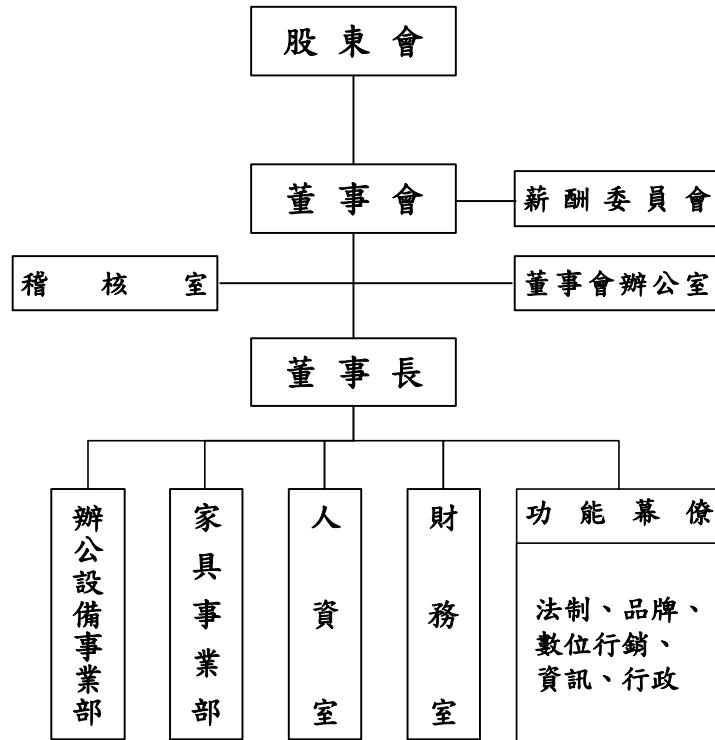 股東會
董事會
薪酬委員會
稽核室
董事會辦公室
董事長
辦公設備事業部
家具事業部
人資室
財務室
功能幕僚
法制、品牌、
數位行銷、
資訊、行政